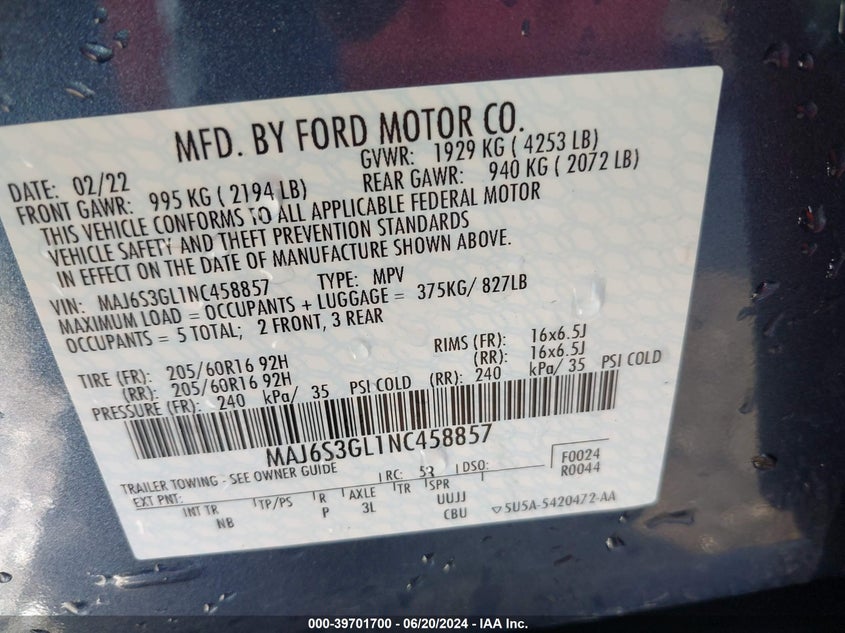 MFD. BY FORD MOTOR CO.
DATE: 02/22 GVWR: 1929 KG ( 4253 LB)
FRONT GAWR: 995 KG ( 2194 LB) REAR GAWR: 940 KG ( 2072 LB)
THIS VEHICLE CONFORMS TO ALL APPLICABLE FEDERAL MOTOR
VEHICLE SAFETY AND THEFT PREVENTION STANDARDS
IN EFFECT ON THE DATE OF MANUFACTURE SHOWN ABOVE.
VIN: MAJ6S3GL1NC458857 TYPE: MPV
MAXIMUM LOAD = OCCUPANTS + LUGGAGE = 375KG/ 827LB
OCCUPANTS = 5 TOTAL; 2 FRONT, 3 REAR
TIRE (FR): 205/60R16 92H RIMS (FR): 16x6.5J
(RR): 205/60R16 92H (RR): 16x6.5J
PRESSURE (FR): 240 kPa/ 35 PSI COLD (RR): 240 kPa/ 35 PSI COLD
MAJ6S3GL1NC458857
TRAILER TOWING - SEE OWNER GUIDE
F0024
R0044
EXT PNT: RC: 53 DSO:
INT TR TP/PS R AXLE TR SPR
NB P 3L UUJJ
CBU
5U5A-5420472-AA
000-39701700 - 06/20/2024 - IAA Inc.